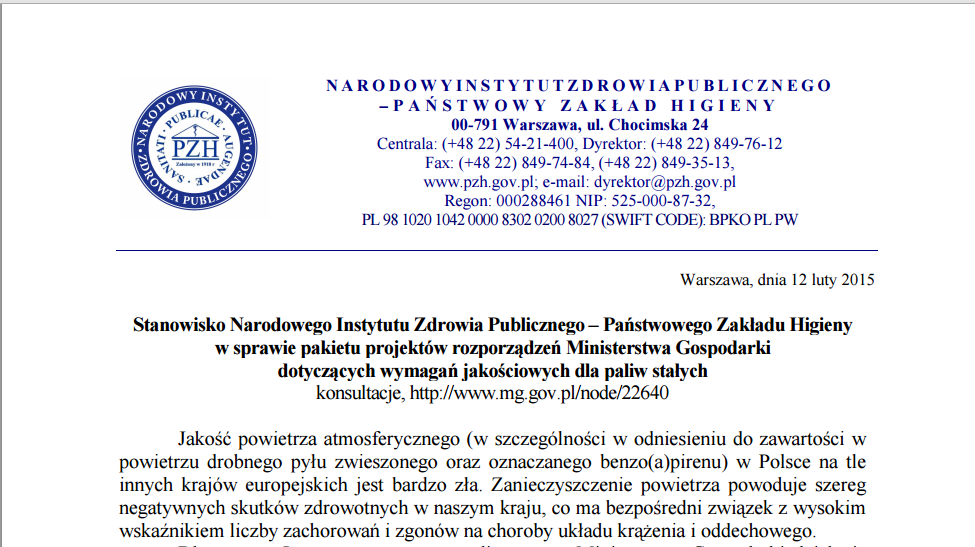 NARODOWY INSTYTUT ZDROWIA PUBLICZNEGO
– PAŃSTWOWY ZAKŁAD HIGIENY
00-791 Warszawa, ul. Chocimska 24
Centrala: (+48 22) 54-21-400, Dyrektor: (+48 22) 849-76-12
Fax: (+48 22) 849-74-84, (+48 22) 849-35-13,
www.pzh.gov.pl; e-mail: dyrektor@pzh.gov.pl
Regon: 000288461 NIP: 525-000-87-32,
PL 98 1020 1042 0000 8302 0200 8027 (SWIFT CODE): BPKO PL PW
NARODOWY INSTYTUT
ZDROWIA PUBLICZNEGO
SANITATI · PUBLICAE · AUGENDAE
PZH
Założony w 1918 r
Warszawa, dnia 12 luty 2015
Stanowisko Narodowego Instytutu Zdrowia Publicznego – Państwowego Zakładu Higieny
w sprawie pakietu projektów rozporządzeń Ministerstwa Gospodarki
dotyczących wymagań jakościowych dla paliw stałych
konsultacje, http://www.mg.gov.pl/node/22640
Jakość powietrza atmosferycznego (w szczególności w odniesieniu do zawartości w
powietrzu drobnego pyłu zwieszonego oraz oznaczanego benzo(a)pirenu) w Polsce na tle
innych krajów europejskich jest bardzo zła. Zanieczyszczenie powietrza powoduje szereg
negatywnych skutków zdrowotnych w naszym kraju, co ma bezpośredni związek z wysokim
wskaźnikiem liczby zachorowań i zgonów na choroby układu krążenia i oddechowego.